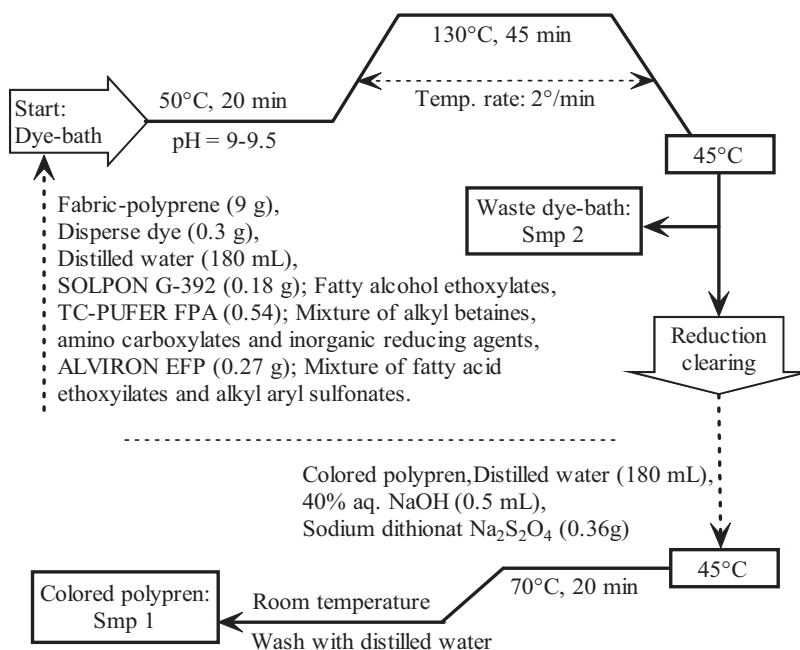 130°C, 45 min
50°C, 20 min
Temp. rate: 2°/min
Start:
Dye-bath
pH = 9-9.5
45°C
Fabric-polyprene (9 g),
Disperse dye (0.3 g),
Distilled water (180 mL),
SOLPON G-392 (0.18 g); Fatty alcohol ethoxylates,
TC-PUFER FPA (0.54); Mixture of alkyl betaines,
amino carboxylates and inorganic reducing agents,
ALVIRON EFP (0.27 g); Mixture of fatty acid
ethoxyilates and alkyl aryl sulfonates.
Waste dye-bath:
Smp 2
Reduction
clearing
Colored polypren,Distilled water (180 mL),
40% aq. NaOH (0.5 mL),
Sodium dithionat Na₂S₂O₄ (0.36g)
45°C
70°C, 20 min
Room temperature
Wash with distilled water
Colored polypren:
Smp 1